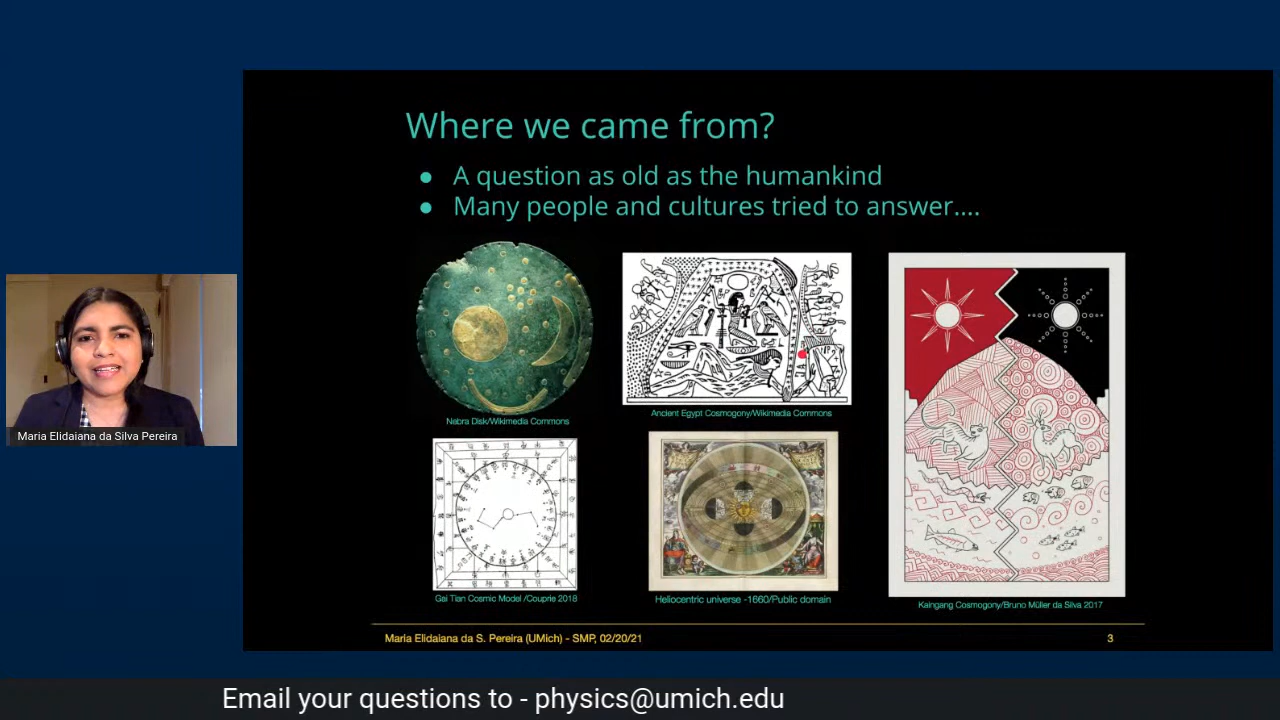 Where we came from?
● A question as old as the humankind
● Many people and cultures tried to answer....
Nebra Disk/Wikimedia Commons
Ancient Egypt Cosmogony/Wikimedia Commons
Maria Elidaiana da Silva Pereira
Gai Tian Cosmic Model /Couprie 2018
Heliocentric universe -1660/Public domain
Kaingang Cosmogony/Bruno Müller da Silva 2017
Maria Elidaiana da S. Pereira (UMich) - SMP, 02/20/21
3
Email your questions to - physics@umich.edu